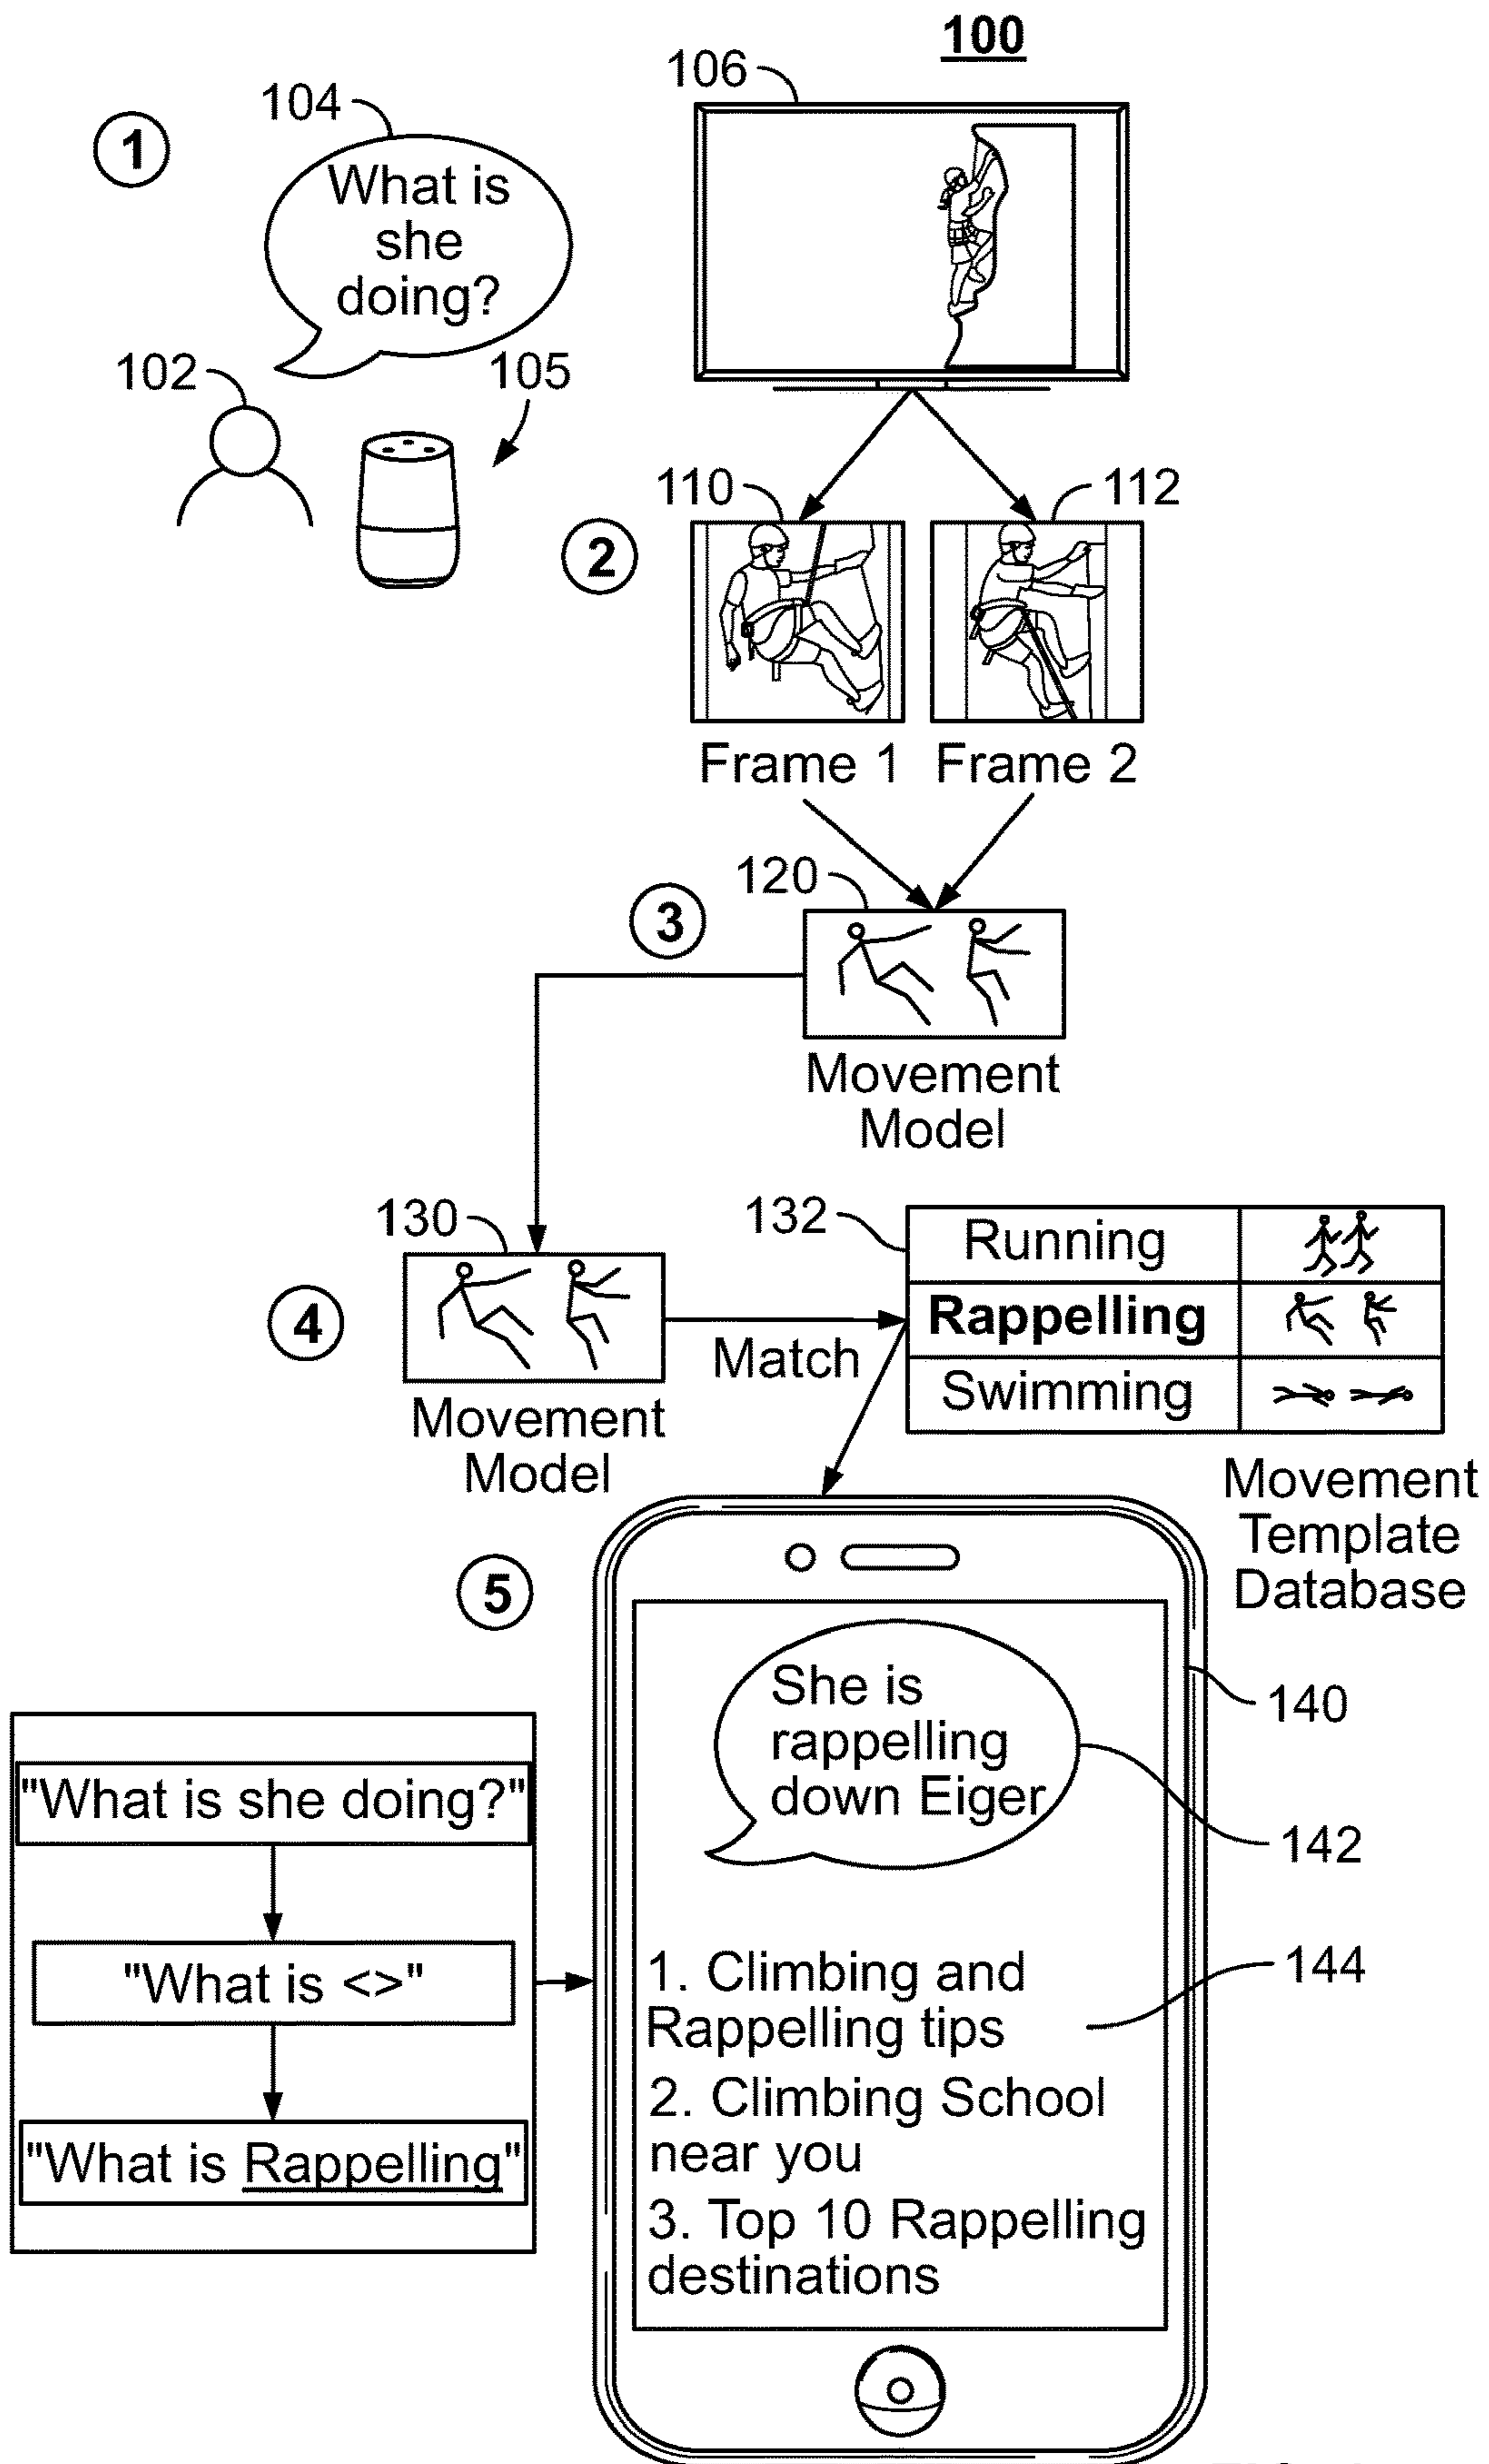 100
106
104
1
What is
she
doing?
102
105
110
112
2
Frame 1
Frame 2
120
3
Movement
Model
130
132
Running
Rappelling
Swimming
4
Match
Movement
Model
Movement
Template
Database
5
She is
rappelling
down Eiger
140
142
"What is she doing?"
"What is <>"
"What is Rappelling"
1. Climbing and
Rappelling tips
144
2. Climbing School
near you
3. Top 10 Rappelling
destinations